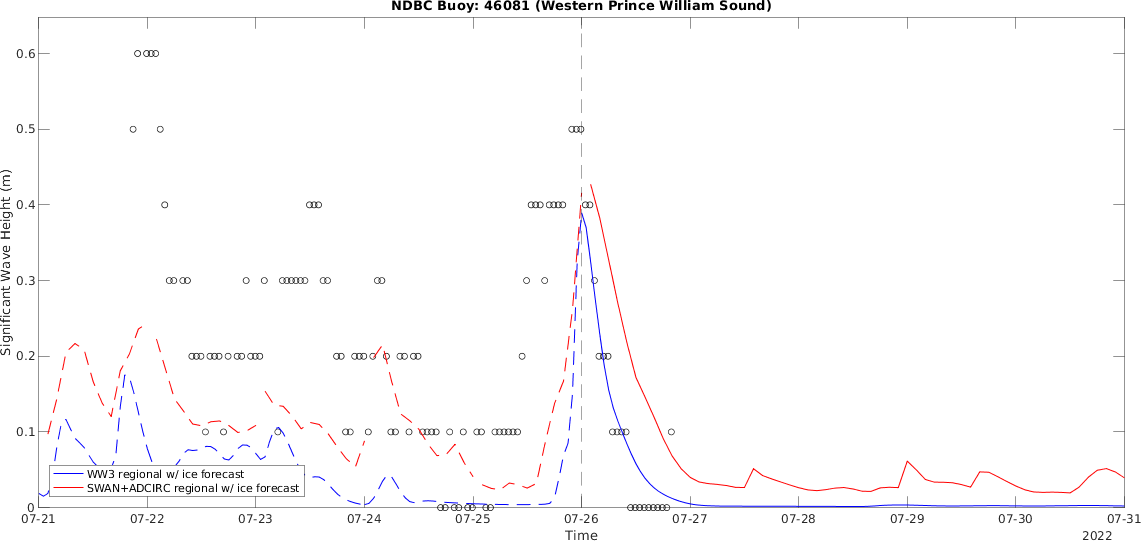 NDBC Buoy: 46081 (Western Prince William Sound)
Significant Wave Height (m)
0.6
0.5
0.4
0.3
0.2
0.1
0
WW3 regional w/ ice forecast
SWAN+ADCIRC regional w/ ice forecast
07-21 07-22 07-23 07-24 07-25 07-26 07-27 07-28 07-29 07-30 07-31
Time
2022